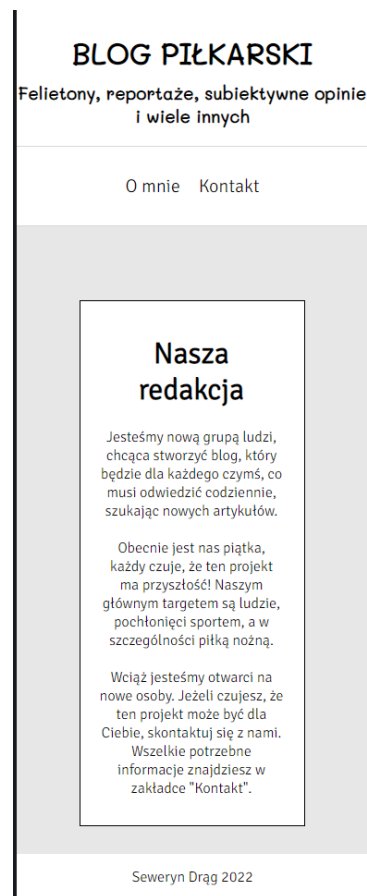 BLOG PIŁKARSKI
Felietony, reportaże, subiektywne opinie
i wiele innych
O mnie Kontakt
Nasza
redakcja
Jesteśmy nową grupą ludzi,
chcąca stworzyć blog, który
będzie dla każdego czymś, co
musi odwiedzić codziennie,
szukając nowych artykułów.
Obecnie jest nas piątka,
każdy czuje, że ten projekt
ma przyszłość! Naszym
głównym targetem są ludzie,
pochłonięci sportem, a w
szczególności piłką nożną.
Wciąż jesteśmy otwarci na
nowe osoby. Jeżeli czujesz, że
ten projekt może być dla
Ciebie, skontaktuj się z nami.
Wszelkie potrzebne
informacje znajdziesz w
zakładce "Kontakt".
Seweryn Drąg 2022